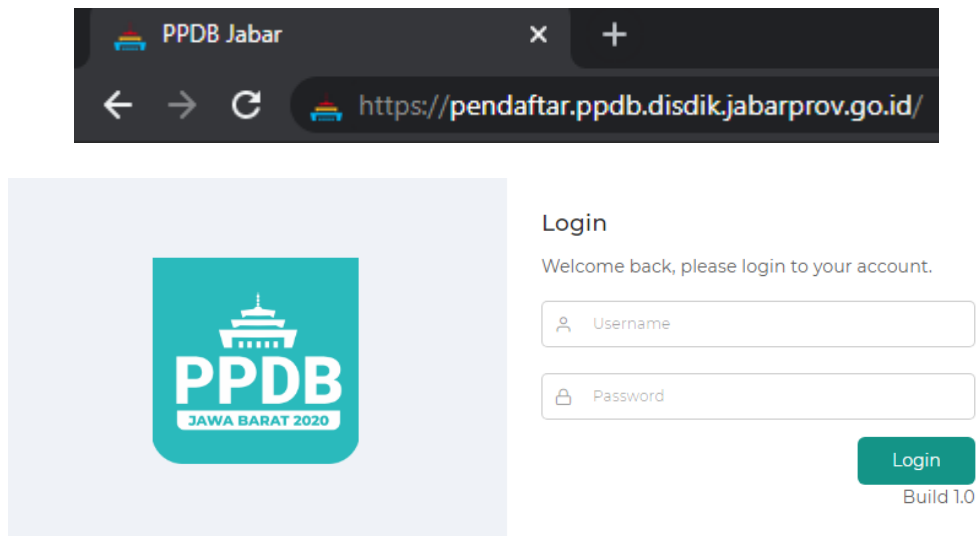 PPDB Jabar
https://pendaftar.ppdb.disdik.jabarprov.go.id/
PPDB
JAWA BARAT 2020
Login
Welcome back, please login to your account.
Username
Password
Login
Build 1.0